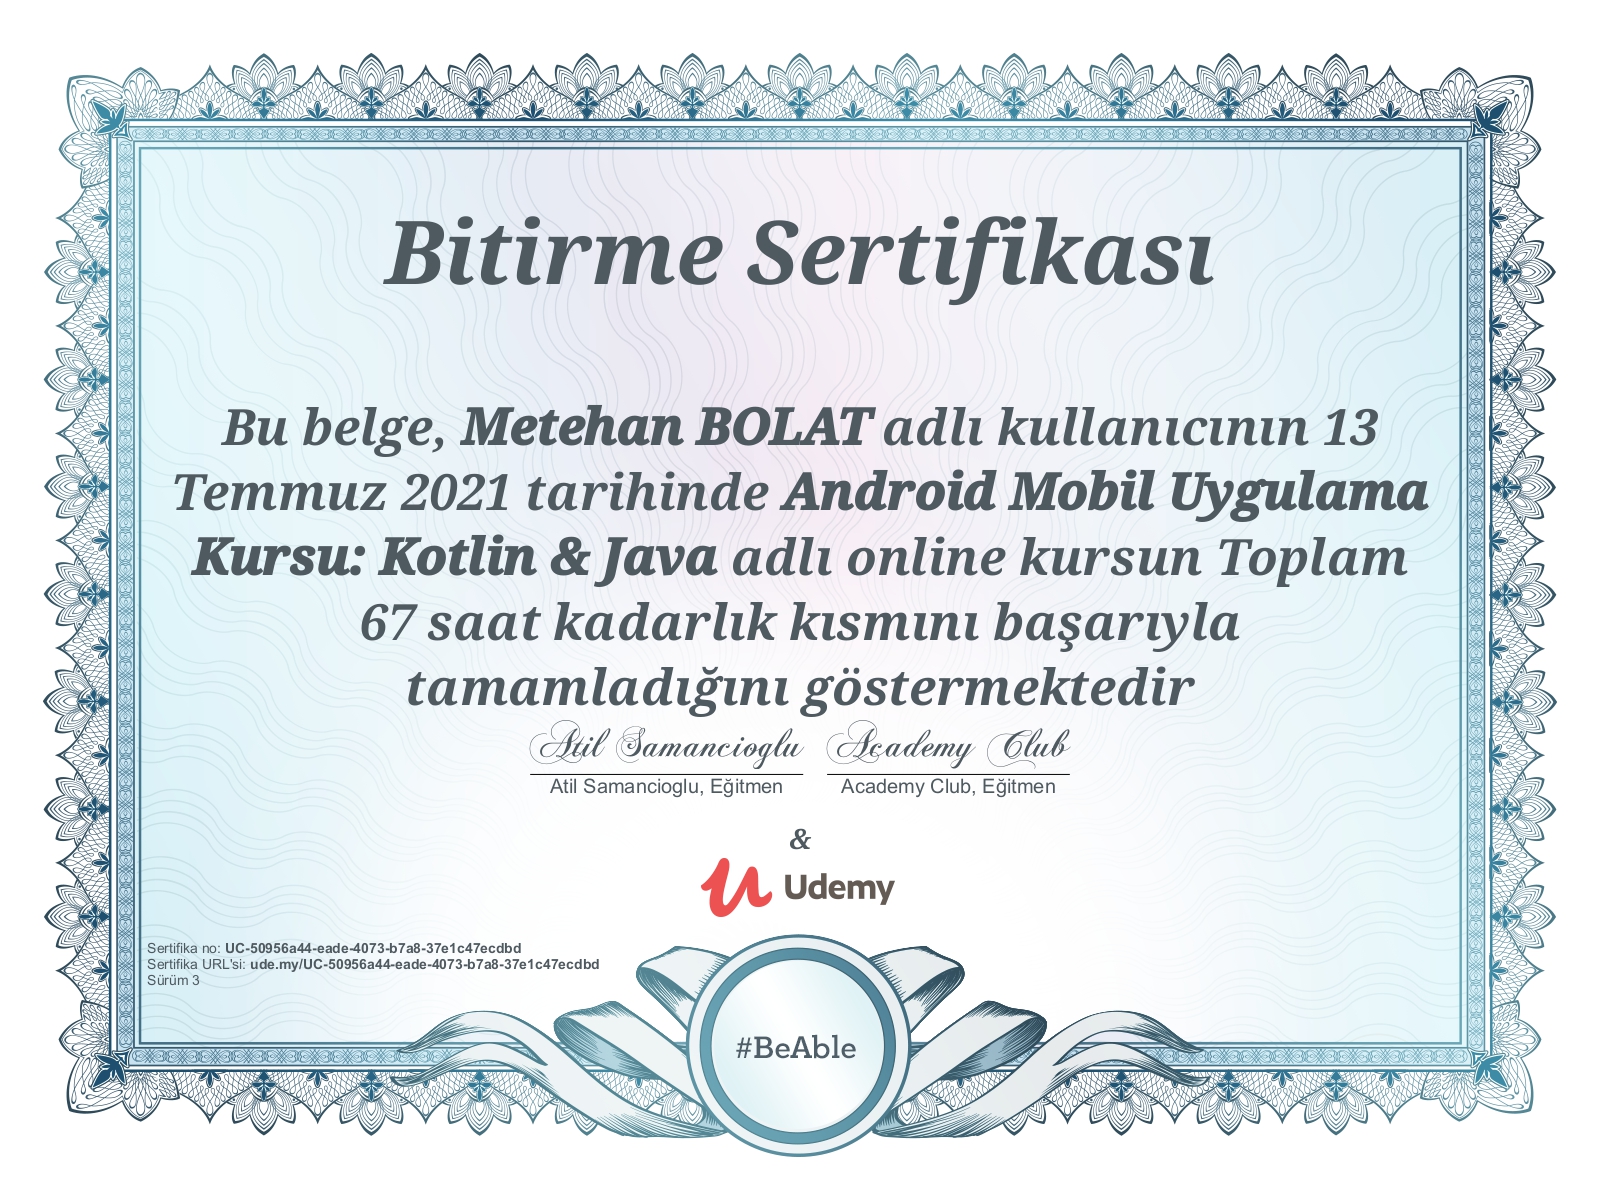 Bitirme Sertifikası
Bu belge, Metehan BOLAT adlı kullanıcının 13
Temmuz 2021 tarihinde Android Mobil Uygulama
Kursu: Kotlin & Java adlı online kursun Toplam
67 saat kadarlık kısmını başarıyla
tamamladığını göstermektedir
Atil Samancioglu Academy Club
Atil Samancioglu, Eğitmen Academy Club, Eğitmen
&
Udemy
Sertifika no: UC-50956a44-eade-4073-b7a8-37e1c47ecdbd
Sertifika URL'si: ude.my/UC-50956a44-eade-4073-b7a8-37e1c47ecdbd
Sürüm 3
#BeAble